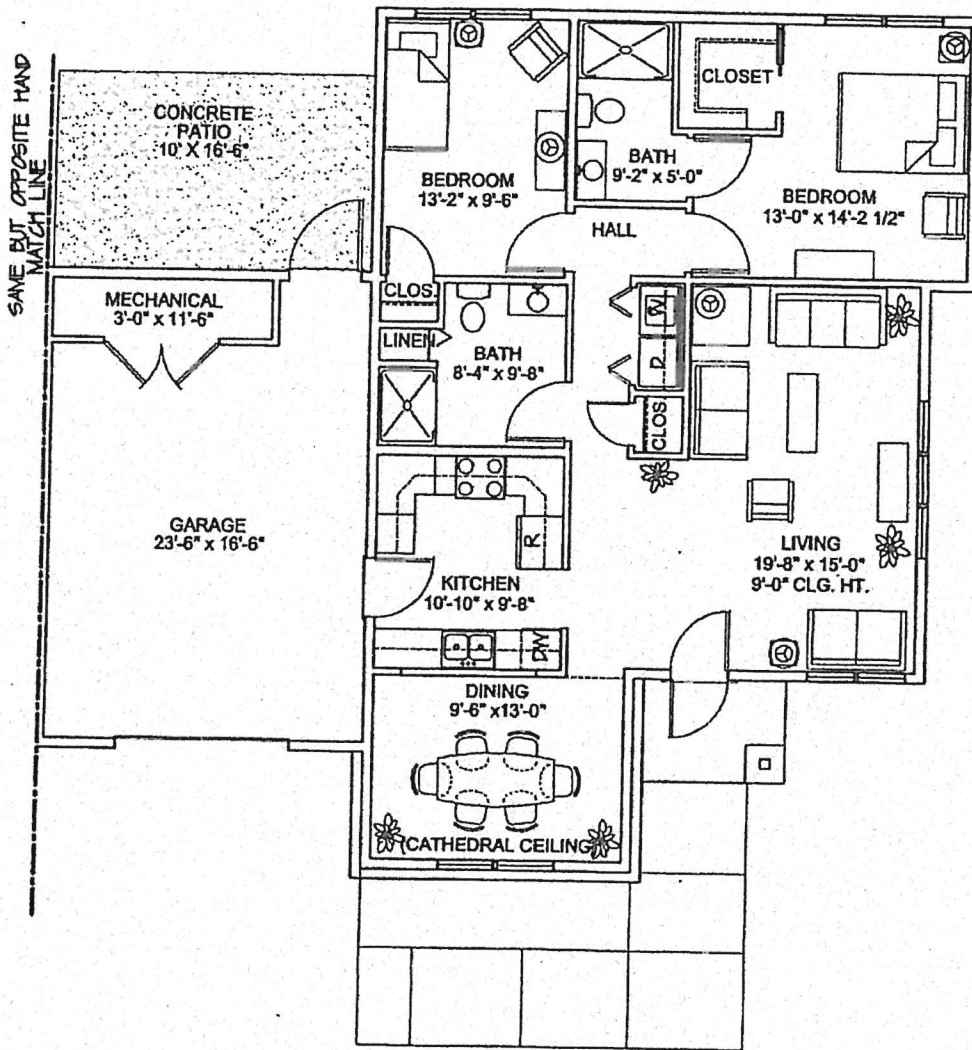 SAME BUT OPPOSITE HAND
MATCH LINE
CONCRETE
PATIO
10' X 16'-6"
MECHANICAL
3'-0" x 11'-6"
GARAGE
23'-6" x 16'-6"
BEDROOM
13'-2" x 9'-6"
CLOS.
LINEN
BATH
8'-4" x 9'-8"
BATH
9'-2" x 5'-0"
CLOSET
BEDROOM
13'-0" x 14'-2 1/2"
HALL
W
D
CLOS
R
KITCHEN
10'-10" x 9'-8"
DW
LIVING
19'-8" x 15'-0"
9'-0" CLG. HT.
DINING
9'-6" x13'-0"
(CATHEDRAL CEILING)